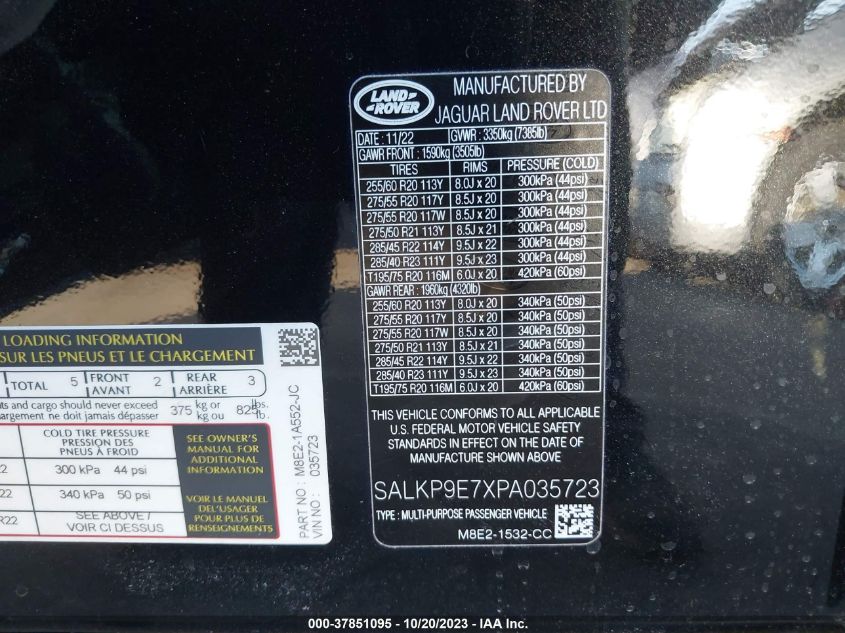 LAND ROVER
MANUFACTURED BY
JAGUAR LAND ROVER LTD
DATE : 11/22 GVWR : 3350kg (7385lb)
GAWR FRONT : 1590kg (3505lb)
TIRES RIMS PRESSURE (COLD)
255/60 R20 113Y 8.0J x 20 300kPa (44psi)
275/55 R20 117Y 8.5J x 20 300kPa (44psi)
275/55 R20 117W 8.5J x 20 300kPa (44psi)
275/50 R21 113Y 8.5J x 21 300kPa (44psi)
285/45 R22 114Y 9.5J x 22 300kPa (44psi)
285/40 R23 111Y 9.5J x 23 300kPa (44psi)
T195/75 R20 116M 6.0J x 20 420kPa (60psi)
GAWR REAR : 1960kg (4320lb)
255/60 R20 113Y 8.0J x 20 340kPa (50psi)
275/55 R20 117Y 8.5J x 20 340kPa (50psi)
275/55 R20 117W 8.5J x 20 340kPa (50psi)
275/50 R21 113Y 8.5J x 21 340kPa (50psi)
285/45 R22 114Y 9.5J x 22 340kPa (50psi)
285/40 R23 111Y 9.5J x 23 340kPa (50psi)
T195/75 R20 116M 6.0J x 20 420kPa (60psi)
THIS VEHICLE CONFORMS TO ALL APPLICABLE
U.S. FEDERAL MOTOR VEHICLE SAFETY
STANDARDS IN EFFECT ON THE DATE OF
MANUFACTURE SHOWN ABOVE
SALKP9E7XPA035723
TYPE : MULTI-PURPOSE PASSENGER VEHICLE
M8E2-1532-CC
LOADING INFORMATION
SUR LES PNEUS ET LE CHARGEMENT
TOTAL 5 FRONT AVANT 2 REAR ARRIÈRE 3
and cargo should never exceed 375 kg or lbs.
ne doit jamais dépasser kg ou lb.
COLD TIRE PRESSURE
PRESSION DES
PNEUS À FROID
300 kPa 44 psi
340 kPa 50 psi
SEE ABOVE /
VOIR CI DESSUS
SEE OWNER'S
MANUAL FOR
ADDITIONAL
INFORMATION
VOIR LE MANUEL
DEL'USAGER
POUR PLUS DE
RENSEIGNEMENTS
PART NO : M8E2-1A552-JC
VIN NO : 035723
000-37851095 - 10/20/2023 - IAA Inc.